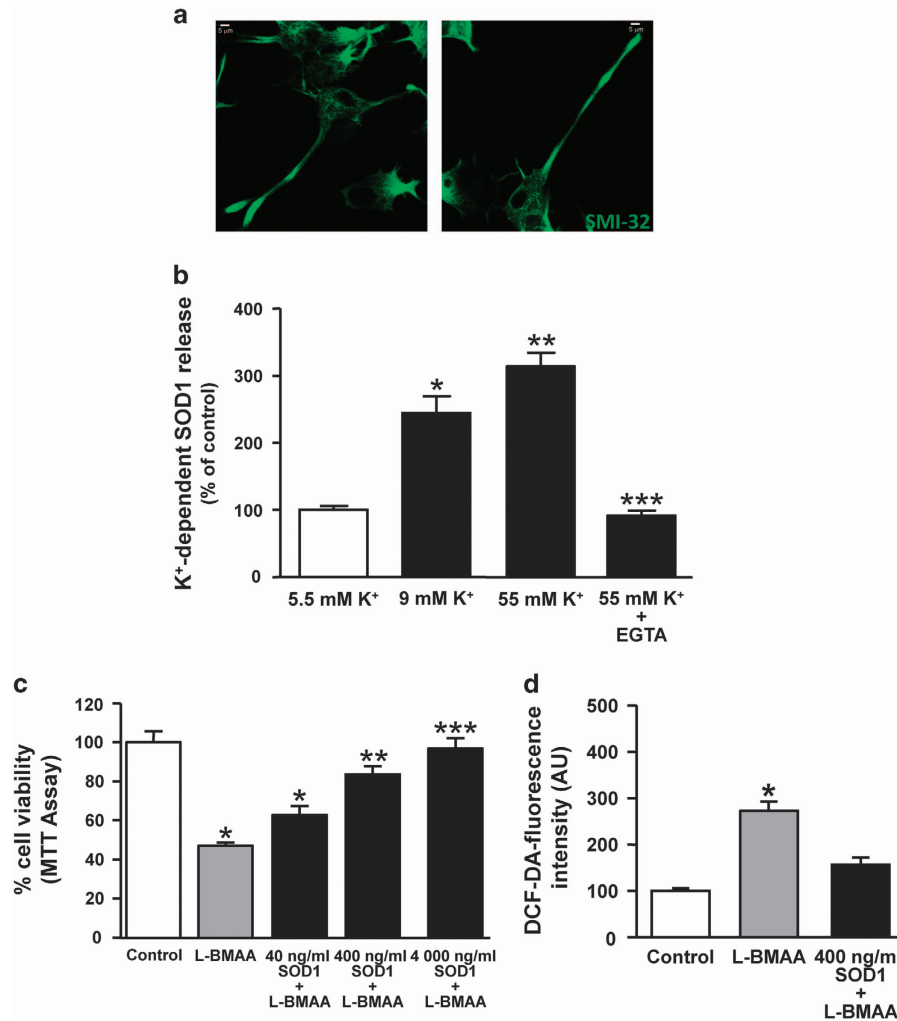 a
5 μm
5 μm
SMI-32
b
K⁺-dependent SOD1 release
(% of control)
400
300
200
100
0
*
**
***
5.5 mM K⁺
9 mM K⁺
55 mM K⁺
55 mM K⁺
+
EGTA
c
% cell viability
(MTT Assay)
120
100
80
60
40
20
0
*
*
**
***
Control
L-BMAA
40 ng/ml
SOD1
+
L-BMAA
400 ng/ml
SOD1
+
L-BMAA
4 000 ng/ml
SOD1
+
L-BMAA
d
DCF-DA-fluorescence
intensity (AU)
500
400
300
200
100
0
*
Control
L-BMAA
400 ng/m
SOD1
+
L-BMAA